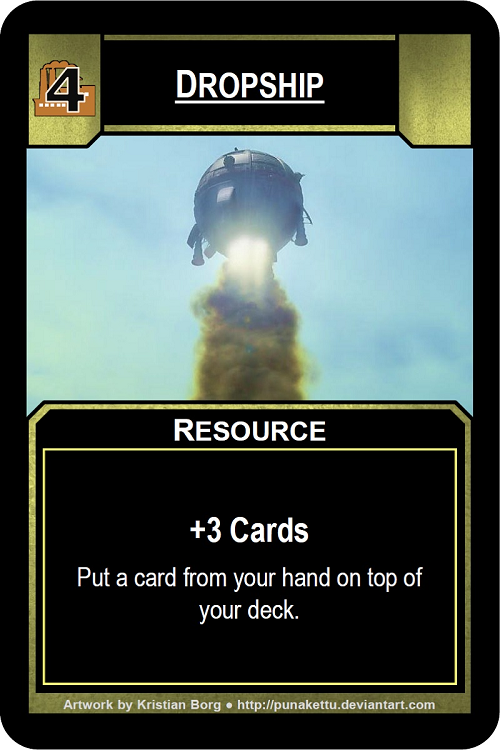 4
DROPSHIP
RESOURCE
+3 Cards
Put a card from your hand on top of
your deck.
Artwork by Kristian Borg ● http://punakettu.deviantart.com